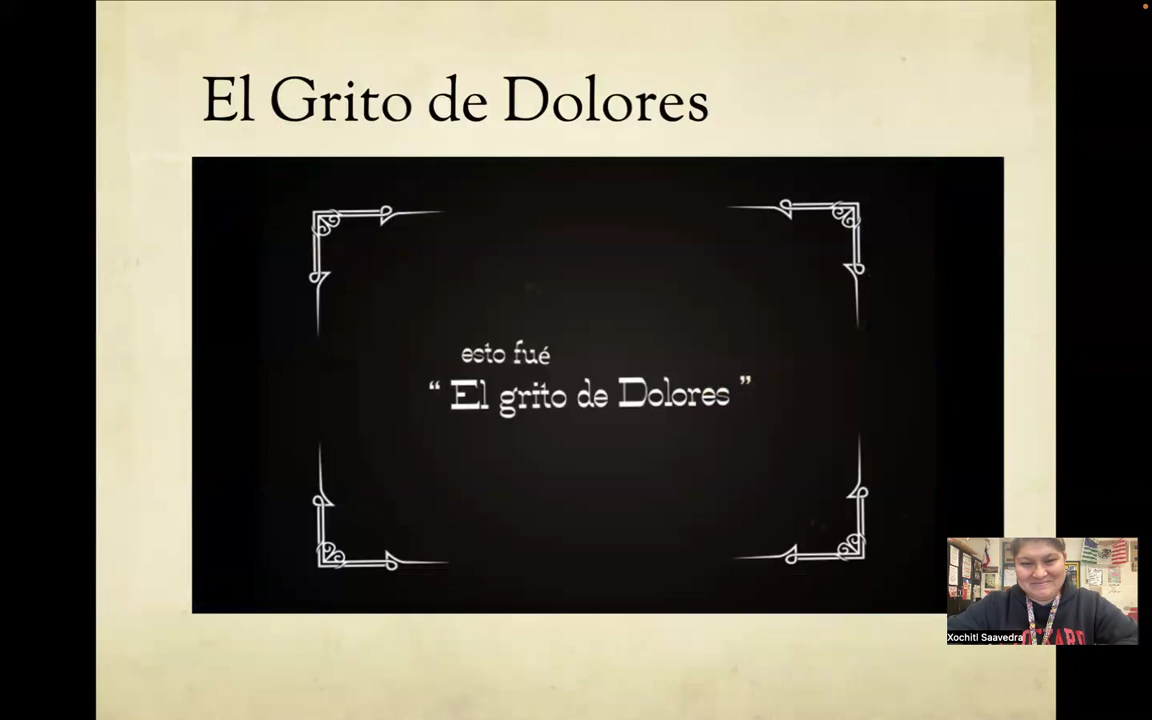 El Grito de Dolores
esto fué
“ El grito de Dolores ”
Xochitl Saavedra